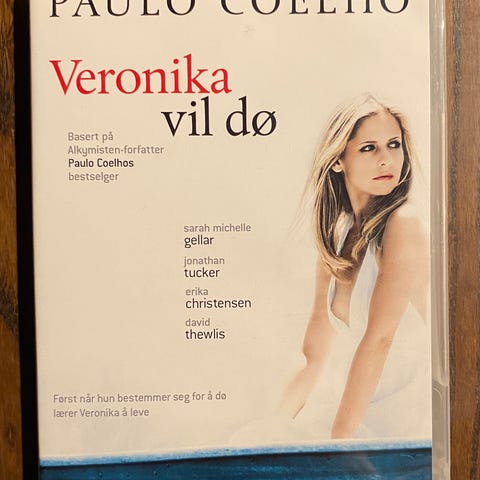 PAULO COELHO
Veronika
vil dø
Basert på
Alkymisten-forfatter
Paulo Coelhos
bestselger
sarah michelle
gellar
jonathan
tucker
erika
christensen
david
thewlis
Først når hun bestemmer seg for å dø
lærer Veronika å leve